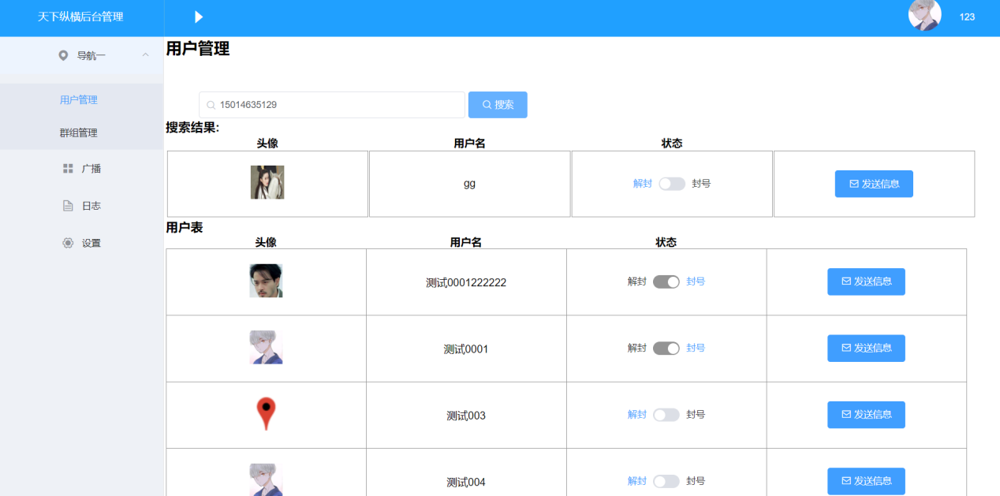 天下纵横后台管理
123
导航一
用户管理
群组管理
广播
日志
设置
用户管理
15014635129
搜索
搜索结果:
头像 用户名 状态
gg 解封 封号 发送信息
用户表
头像 用户名 状态
测试0001222222 解封 封号 发送信息
测试0001 解封 封号 发送信息
测试003 解封 封号 发送信息
测试004 解封 封号 发送信息